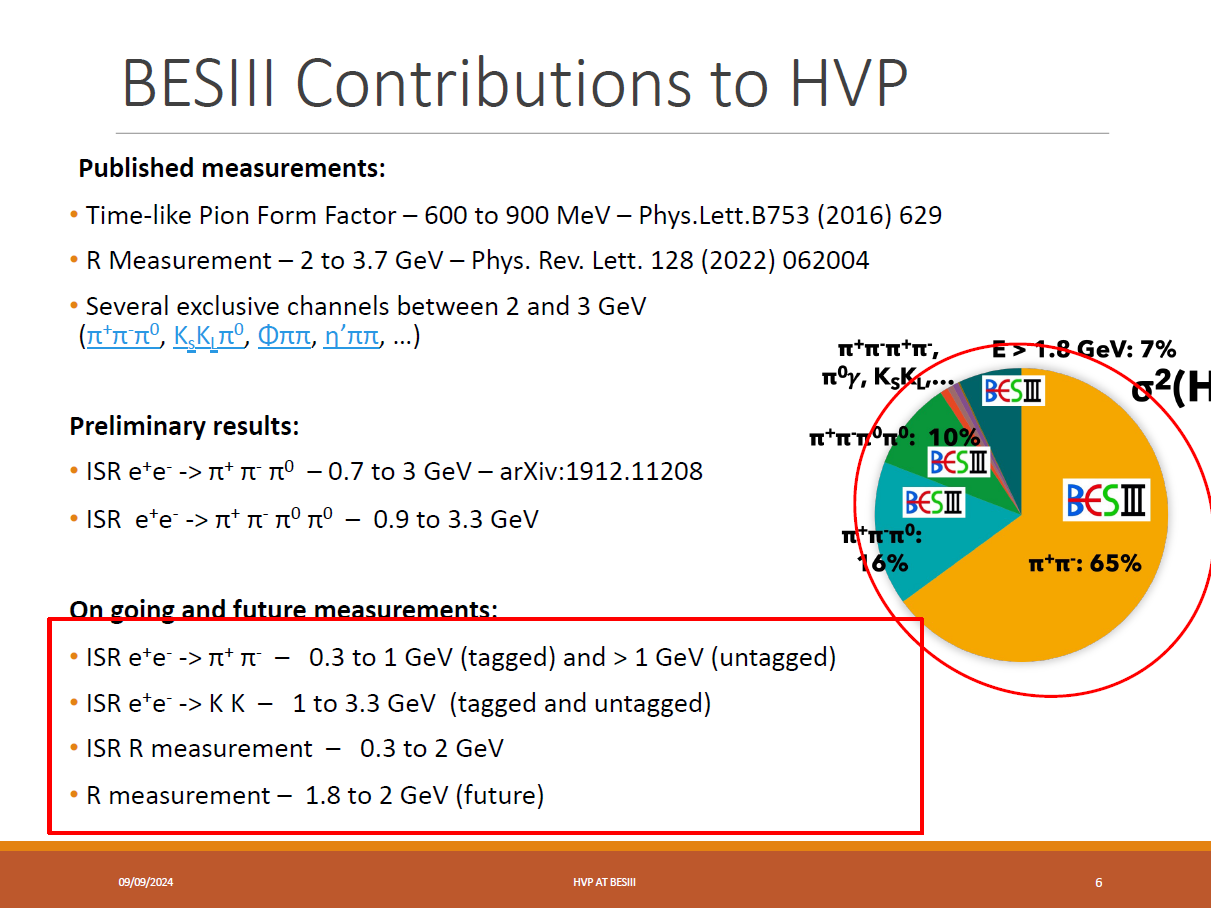 BESIII Contributions to HVP
Published measurements:
• Time-like Pion Form Factor – 600 to 900 MeV – Phys.Lett.B753 (2016) 629
• R Measurement – 2 to 3.7 GeV – Phys. Rev. Lett. 128 (2022) 062004
• Several exclusive channels between 2 and 3 GeV
(π⁺π⁻π⁰, KₛK_Lπ⁰, Φππ, η’ππ, …)
Preliminary results:
• ISR e⁺e⁻ -> π⁺ π⁻ π⁰ – 0.7 to 3 GeV – arXiv:1912.11208
• ISR e⁺e⁻ -> π⁺ π⁻ π⁰ π⁰ – 0.9 to 3.3 GeV
On going and future measurements:
• ISR e⁺e⁻ -> π⁺ π⁻ – 0.3 to 1 GeV (tagged) and > 1 GeV (untagged)
• ISR e⁺e⁻ -> K K – 1 to 3.3 GeV (tagged and untagged)
• ISR R measurement – 0.3 to 2 GeV
• R measurement – 1.8 to 2 GeV (future)
π⁺π⁻π⁺π⁻,
π⁰γ, K_SK_L,...
E > 1.8 GeV: 7%
σ²(H
BESIII
π⁺π⁻π⁰π⁰: 10%
BESIII
BESIII
BESIII
π⁺π⁻π⁰:
16%
π⁺π⁻: 65%
09/09/2024
HVP AT BESIII
6